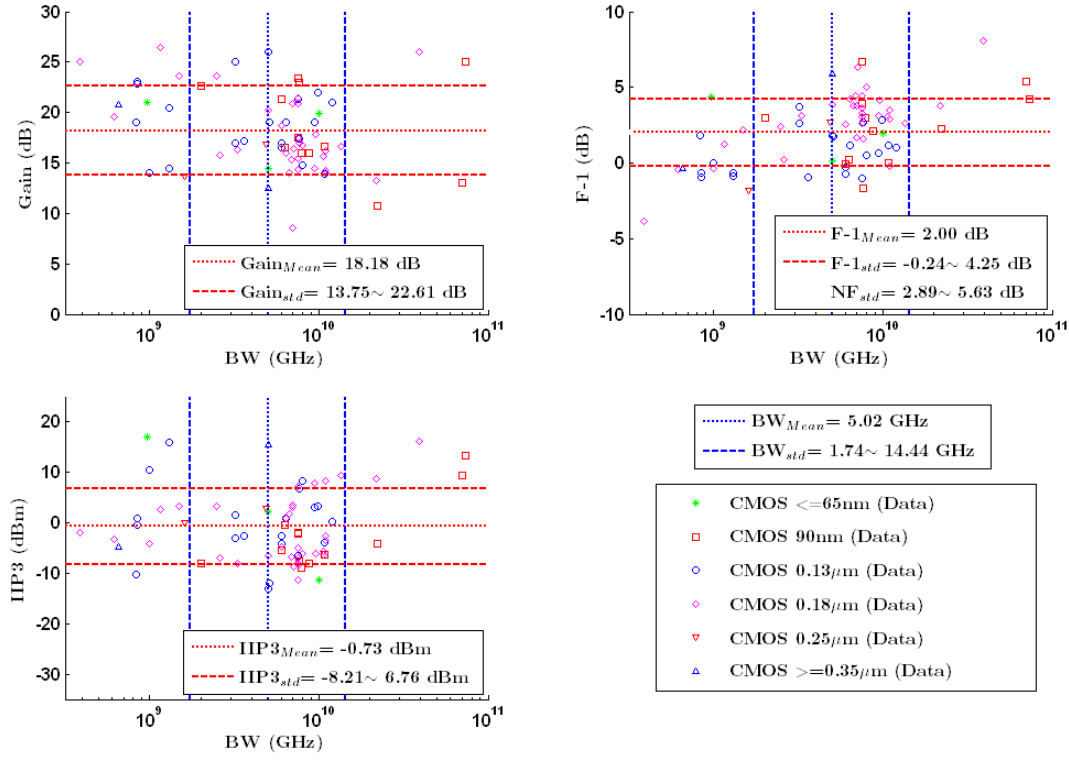 30
25
20
15
10
5
0
Gain (dB)
Gain_Mean= 18.18 dB
Gain_std= 13.75~ 22.61 dB
10^9
10^10
10^11
BW (GHz)
10
5
0
-5
-10
F-1 (dB)
F-1_Mean= 2.00 dB
F-1_std= -0.24~ 4.25 dB
NF_std= 2.89~ 5.63 dB
10^9
10^10
10^11
BW (GHz)
20
10
0
-10
-20
-30
IIP3 (dBm)
IIP3_Mean= -0.73 dBm
IIP3_std= -8.21~ 6.76 dBm
10^9
10^10
10^11
BW (GHz)
BW_Mean= 5.02 GHz
BW_std= 1.74~ 14.44 GHz
CMOS <=65nm (Data)
CMOS 90nm (Data)
CMOS 0.13μm (Data)
CMOS 0.18μm (Data)
CMOS 0.25μm (Data)
CMOS >=0.35μm (Data)